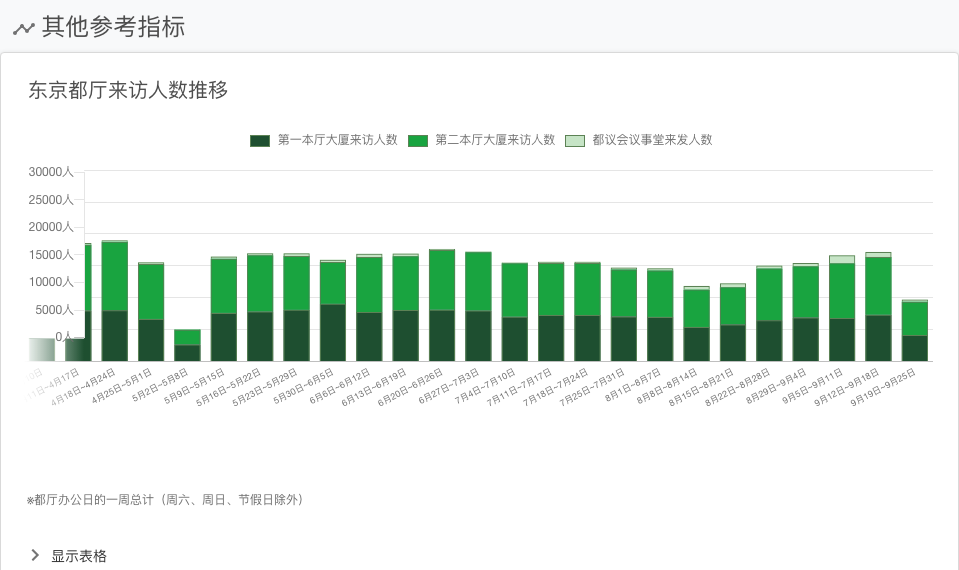 其他参考指标
东京都厅来访人数推移
第一本厅大厦来访人数 第二本厅大厦来访人数 都议会议事堂来发人数
30000人
25000人
20000人
15000人
10000人
5000人
0人
4月18日~4月24日 4月25日~5月1日 5月2日~5月8日 5月9日~5月15日 5月16日~5月22日 5月23日~5月29日 5月30日~6月5日 6月6日~6月12日 6月13日~6月19日 6月20日~6月26日 6月27日~7月3日 7月4日~7月10日 7月11日~7月17日 7月18日~7月24日 7月25日~7月31日 8月1日~8月7日 8月8日~8月14日 8月15日~8月21日 8月22日~8月28日 8月29日~9月4日 9月5日~9月11日 9月12日~9月18日 9月19日~9月25日
※都厅办公日的一周总计（周六、周日、节假日除外）
显示表格